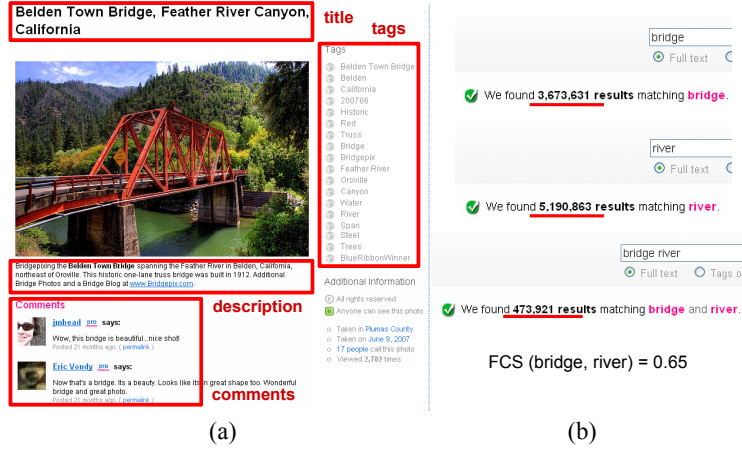 Belden Town Bridge, Feather River Canyon,
California
title
tags
Tags
Belden Town Bridge
Belden
California
200706
Historic
Red
Truss
Bridge
Bridgepix
Feather River
Oroville
Canyon
Water
River
Span
Steel
Trees
BlueRibbonWinner
Bridgepixing the Belden Town Bridge spanning the Feather River in Belden, California,
northeast of Oroville. This historic one-lane truss bridge was built in 1912. Additional
Bridge Photos and a Bridge Blog at www.Bridgepix.com.
description
Additional Information
All rights reserved
Anyone can see this photo
Taken in Plumas County
Taken on June 9, 2007
17 people call this photo
Viewed 2,782 times
Comments
jmhead pro says:
Wow, this bridge is beautiful...nice shot!
Posted 21 months ago. ( permalink )
Eric Vondy pro says:
Now that's a bridge. Its a beauty. Looks like its in great shape too. Wonderful
bridge and great photo.
Posted 21 months ago. ( permalink )
comments
(a)
bridge
Full text
We found 3,673,631 results matching bridge.
river
Full text
We found 5,190,863 results matching river.
bridge river
Full text
Tags o
We found 473,921 results matching bridge and river.
FCS (bridge, river) = 0.65
(b)